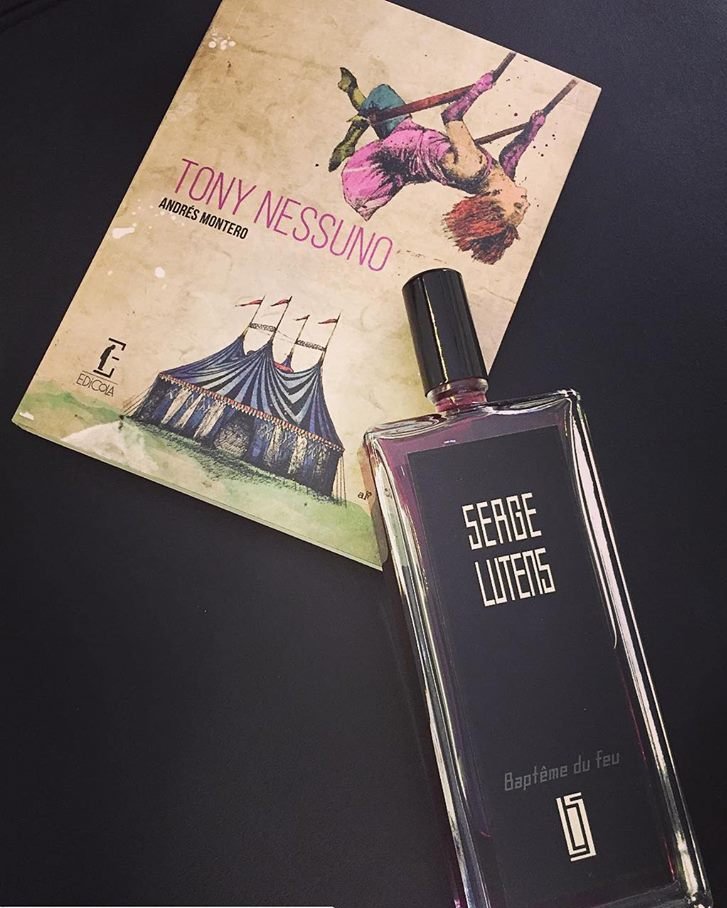 TONY NESSUNO
ANDRÉS MONTERO
EDICOLA
SERGE
LUTENS
Baptême du feu